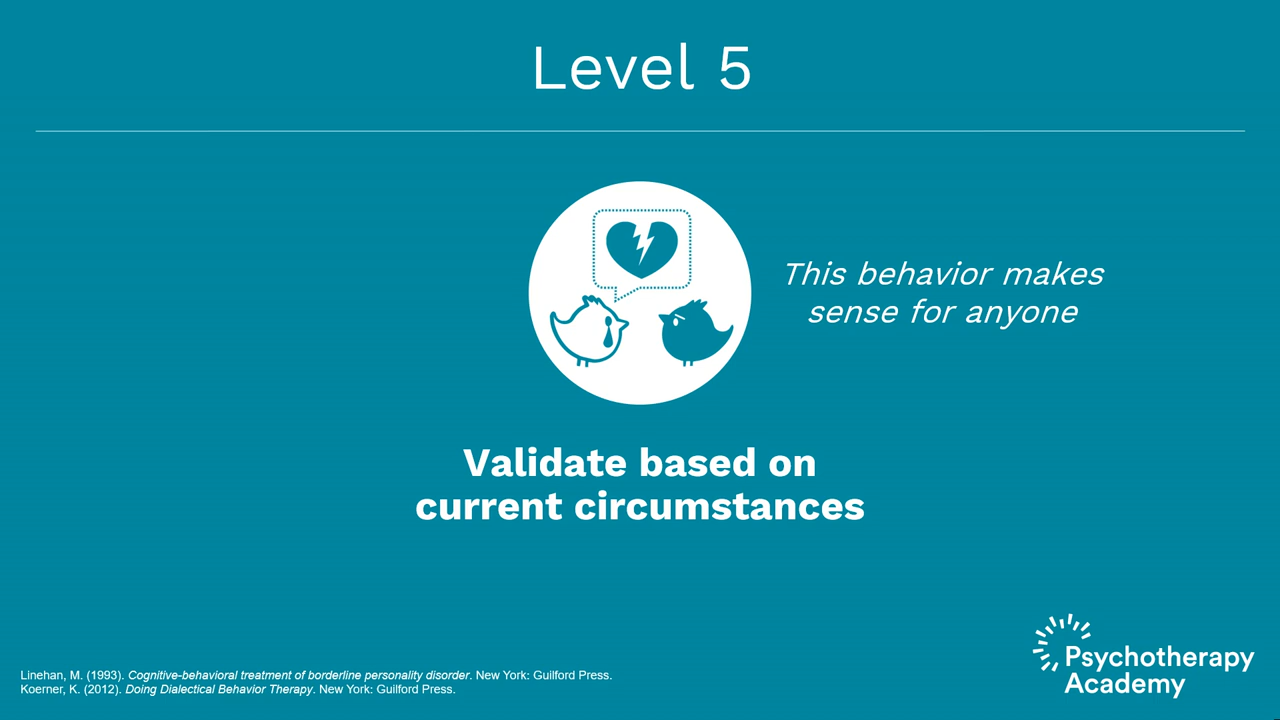 Level 5
This behavior makes
sense for anyone
Validate based on
current circumstances
Linehan, M. (1993). Cognitive-behavioral treatment of borderline personality disorder. New York: Guilford Press.
Koerner, K. (2012). Doing Dialectical Behavior Therapy. New York: Guilford Press.
Psychotherapy
Academy